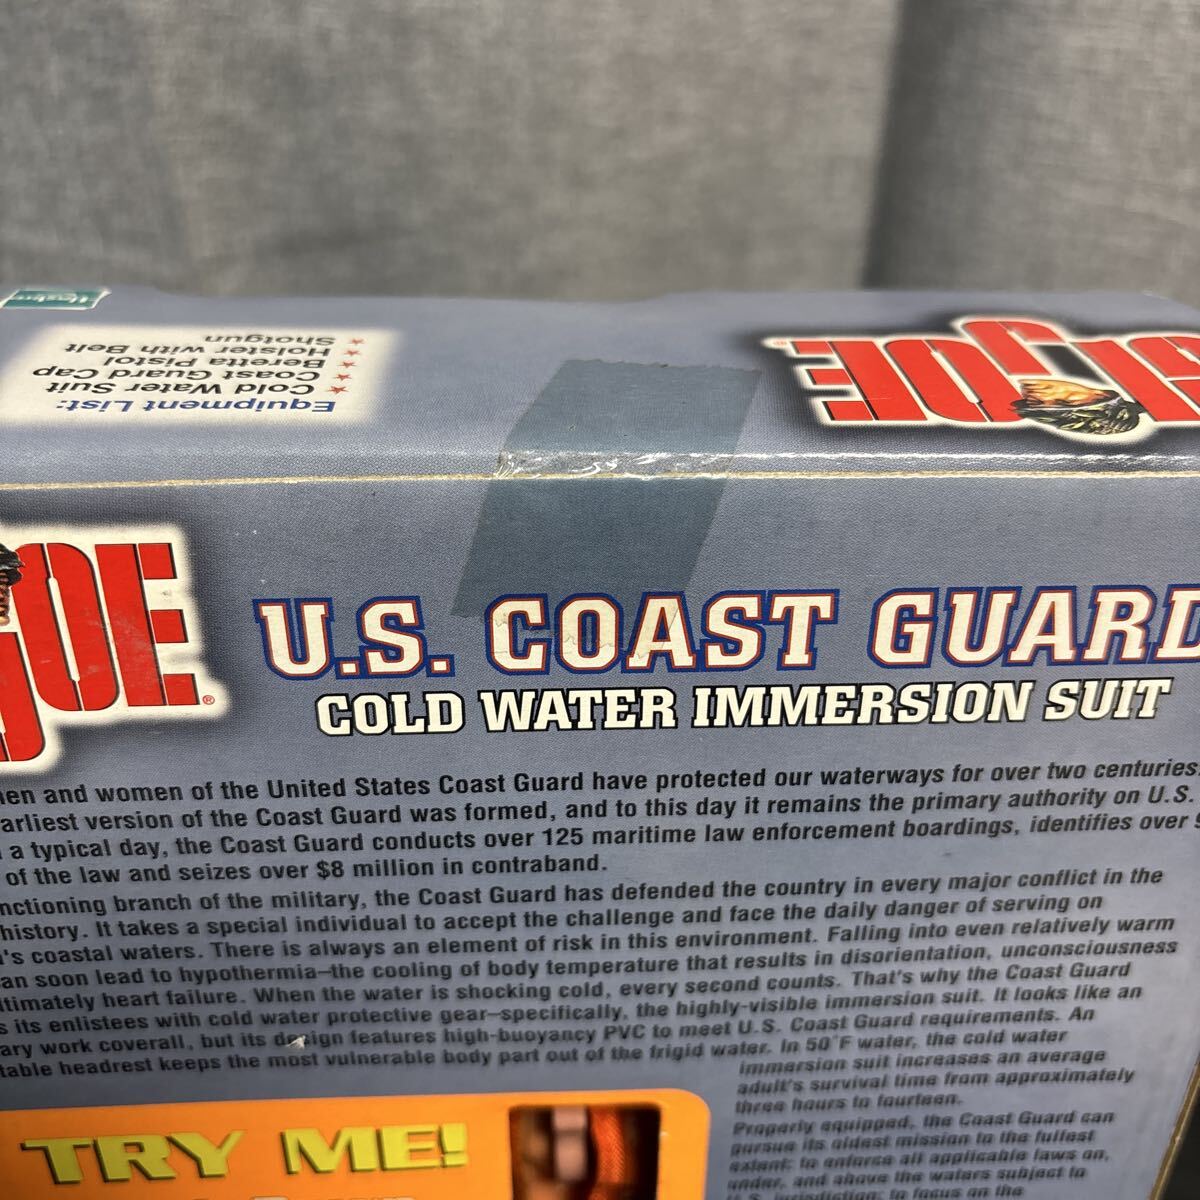 Hasbro
Equipment List:
★ Cold Water Suit
★ Coast Guard Cap
★ Beretta Pistol
★ Holster with Belt
★ Shotgun
GI JOE®
JOE®
U.S. COAST GUARD
COLD WATER IMMERSION SUIT
and women of the United States Coast Guard have protected our waterways for over two centuries.
version of the Coast Guard was formed, and to this day it remains the primary authority on U.S.
a typical day, the Coast Guard conducts over 125 maritime law enforcement boardings, identifies over
of the law and seizes over $8 million in contraband.
branch of the military, the Coast Guard has defended the country in every major conflict in the
history. It takes a special individual to accept the challenge and face the daily danger of serving on
coastal waters. There is always an element of risk in this environment. Falling into even relatively warm
soon lead to hypothermia–the cooling of body temperature that results in disorientation, unconsciousness
heart failure. When the water is shocking cold, every second counts. That's why the Coast Guard
its enlistees with cold water protective gear–specifically, the highly-visible immersion suit. It looks like an
work coverall, but its design features high-buoyancy PVC to meet U.S. Coast Guard requirements. An
headrest keeps the most vulnerable body part out of the frigid water. In 50°F water, the cold water
immersion suit increases an average
adult's survival time from approximately
three hours to fourteen.
Properly equipped, the Coast Guard can
pursue its oldest mission to the fullest
extent: to enforce all applicable laws on,
under, and above the waters subject to
U.S. jurisdiction; to focus on the
TRY ME!